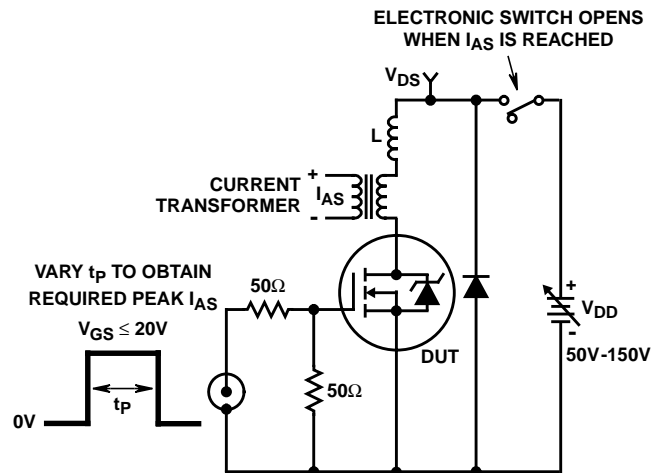 ELECTRONIC SWITCH OPENS
WHEN IAS IS REACHED
VDS
L
+
CURRENT
TRANSFORMER
IAS
-
VARY tP TO OBTAIN
REQUIRED PEAK IAS
50Ω
+
VDD
-
VGS ≤ 20V
DUT
50V-150V
50Ω
tP
0V